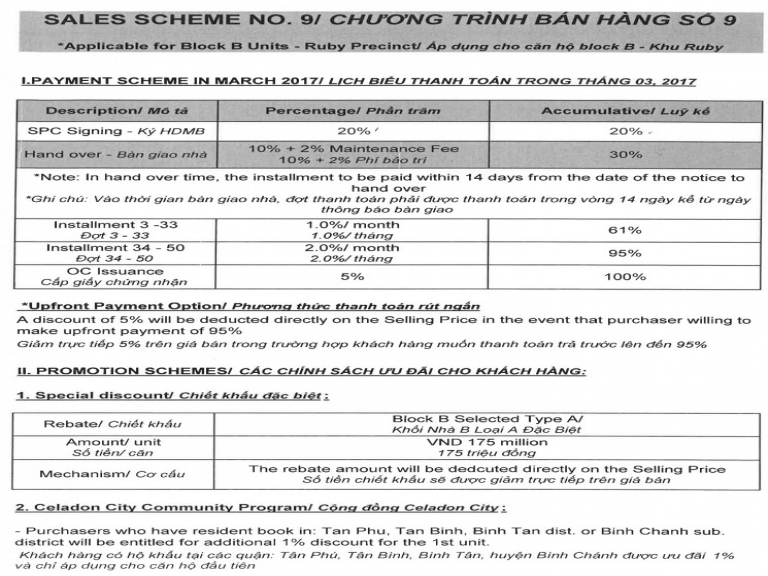 SALES SCHEME NO. 9/ CHƯƠNG TRÌNH BÁN HÀNG SỐ 9
*Applicable for Block B Units - Ruby Precinct/ Áp dụng cho căn hộ block B - Khu Ruby
I.PAYMENT SCHEME IN MARCH 2017/ LỊCH BIỂU THANH TOÁN TRONG THÁNG 03, 2017
Description/ Mô tả Percentage/ Phần trăm Accumulative/ Luỹ kế
SPC Signing - Ký HDMB 20% 20%
Hand over - Bàn giao nhà 10% + 2% Maintenance Fee 30%
10% + 2% Phí bảo trì
*Note: In hand over time, the installment to be paid within 14 days from the date of the notice to
hand over
*Ghi chú: Vào thời gian bàn giao nhà, đợt thanh toán phải được thanh toán trong vòng 14 ngày kể từ ngày
thông báo bàn giao
Installment 3 -33 1.0%/ month 61%
Đợt 3 - 33 1.0%/ tháng
Installment 34 - 50 2.0%/ month 95%
Đợt 34 - 50 2.0%/ tháng
OC Issuance 5% 100%
Cấp giấy chứng nhận
*Upfront Payment Option/ Phương thức thanh toán rút ngắn
A discount of 5% will be deducted directly on the Selling Price in the event that purchaser willing to
make upfront payment of 95%
Giảm trực tiếp 5% trên giá bán trong trường hợp khách hàng muốn thanh toán trả trước lên đến 95%
II. PROMOTION SCHEMES/ CÁC CHÍNH SÁCH ƯU ĐÃI CHO KHÁCH HÀNG:
1. Special discount/ Chiết khấu đặc biệt :
Rebate/ Chiết khấu Block B Selected Type A/
Khối Nhà B Loại A Đặc Biệt
Amount/ unit VND 175 million
Số tiền/ căn 175 triệu đồng
Mechanism/ Cơ cấu The rebate amount will be dedcuted directly on the Selling Price
Số tiền chiết khấu sẽ được giảm trực tiếp trên giá bán
2. Celadon City Community Program/ Cộng đồng Celadon City :
- Purchasers who have resident book in: Tan Phu, Tan Binh, Binh Tan dist. or Binh Chanh sub.
district will be entitled for additional 1% discount for the 1st unit.
Khách hàng có hộ khẩu tại các quận: Tân Phú, Tân Bình, Bình Tân, huyện Bình Chánh được ưu đãi 1%
và chỉ áp dụng cho căn hộ đầu tiên